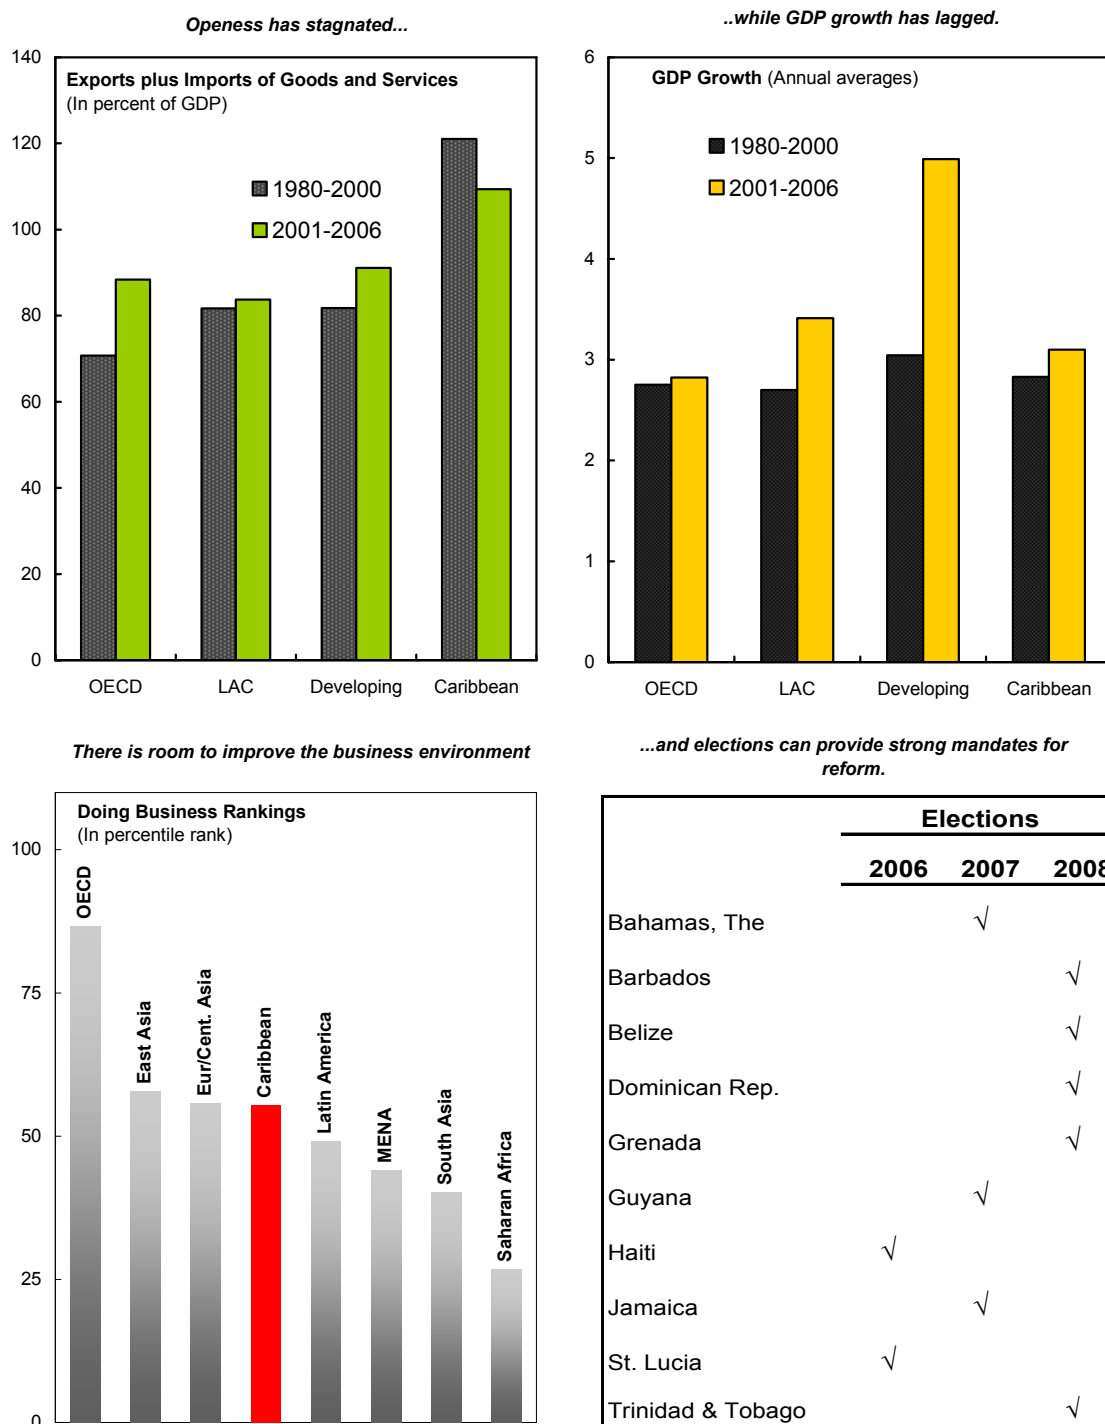 Openess has stagnated...
..while GDP growth has lagged.
Exports plus Imports of Goods and Services
(In percent of GDP)
140
120
100
80
60
40
20
0
1980-2000
2001-2006
OECD LAC Developing Caribbean
GDP Growth (Annual averages)
6
5
4
3
2
1
0
1980-2000
2001-2006
OECD LAC Developing Caribbean
There is room to improve the business environment
Doing Business Rankings
(In percentile rank)
100
75
50
25
0
OECD
East Asia
Eur/Cent. Asia
Caribbean
Latin America
MENA
South Asia
Saharan Africa
...and elections can provide strong mandates for
reform.
Elections
2006 2007 2008
Bahamas, The √
Barbados √
Belize √
Dominican Rep. √
Grenada √
Guyana √
Haiti √
Jamaica √
St. Lucia √
Trinidad & Tobago √